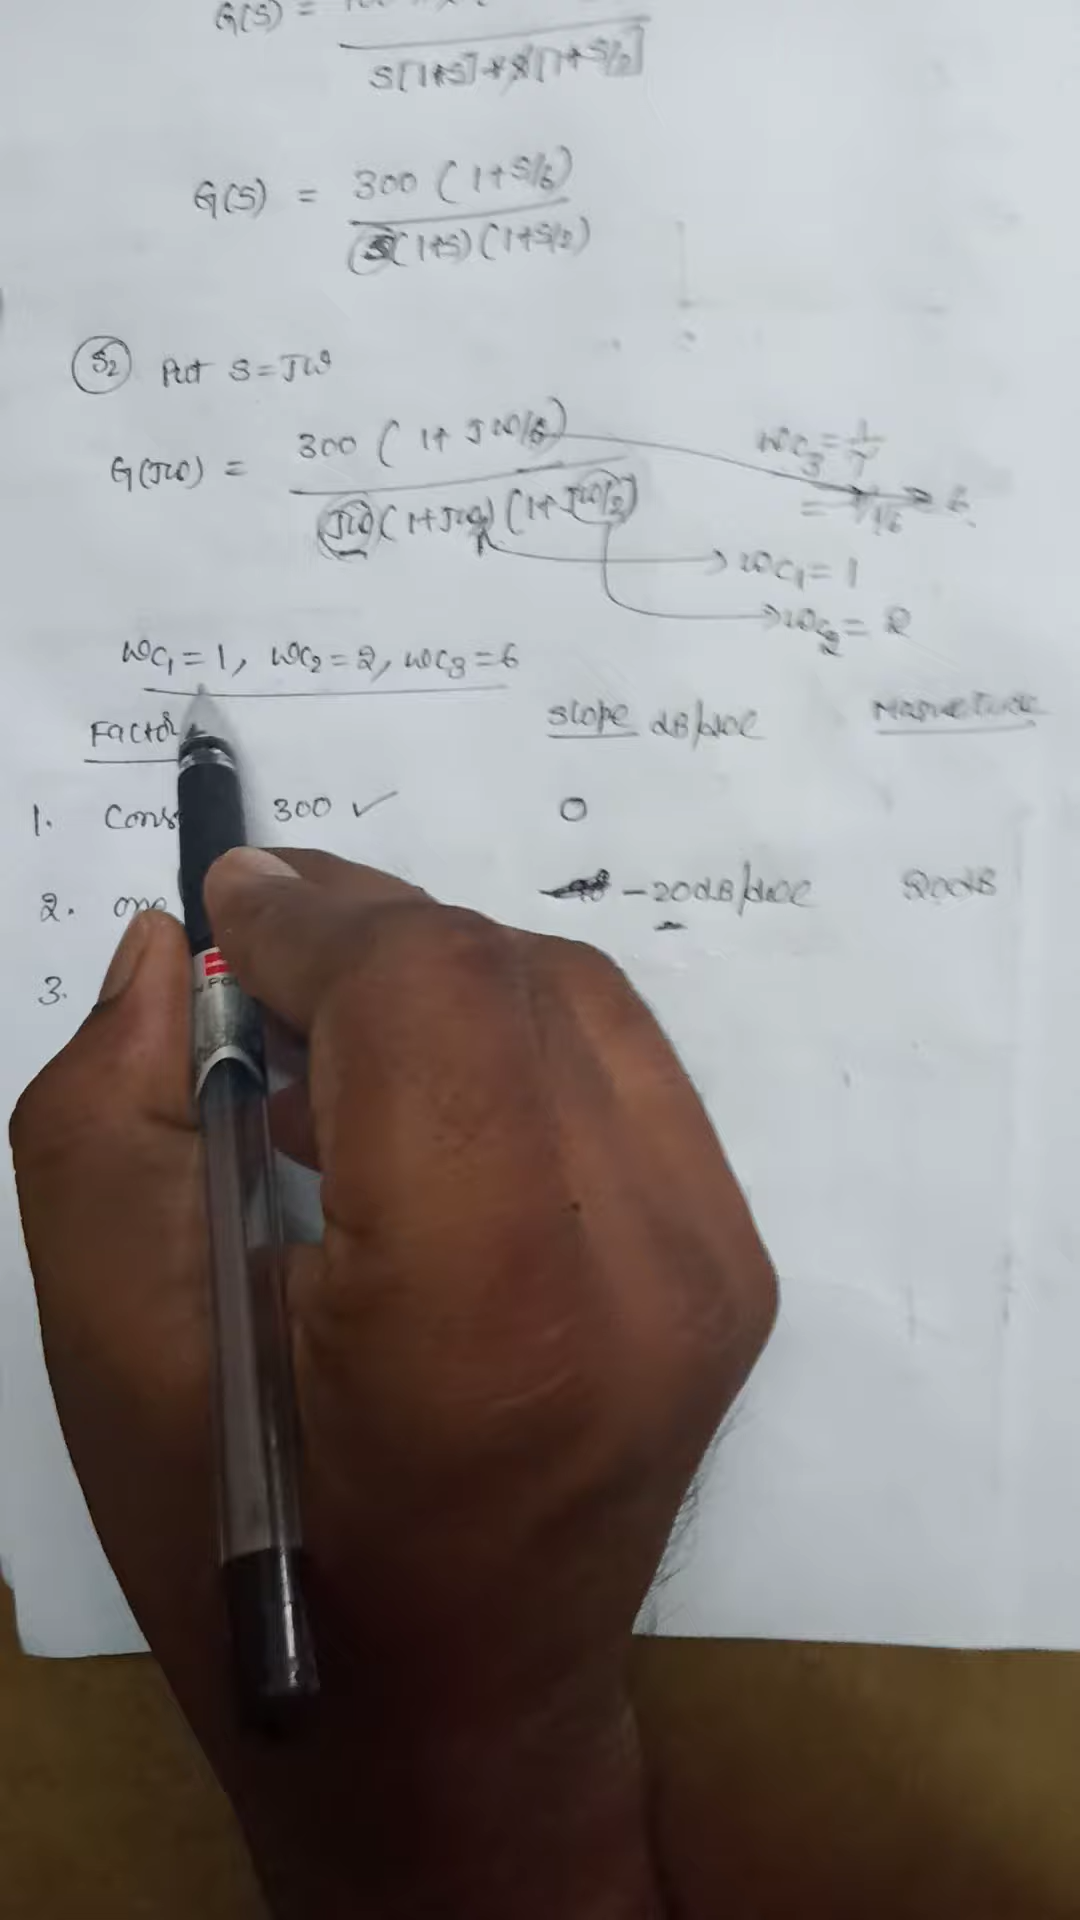 G(S) =
S[1+S] * 2[1+S/2]
G(S) = 300 (1+S/6)
S(1+S)(1+S/2)
S2 Put S=Jω
G(Jω) = 300 (1+Jω/6)
(Jω)(1+Jω)(1+Jω/2)
ωc3 = 1/T
= 1/1/6 = 6
ωc1 = 1
ωc2 = 2
ωc1 = 1, ωc2 = 2, ωc3 = 6
Factor Slope dB/dec Magnitude
1. Cons 300 ✓ 0
2. one -20dB/dec 20dB
3.